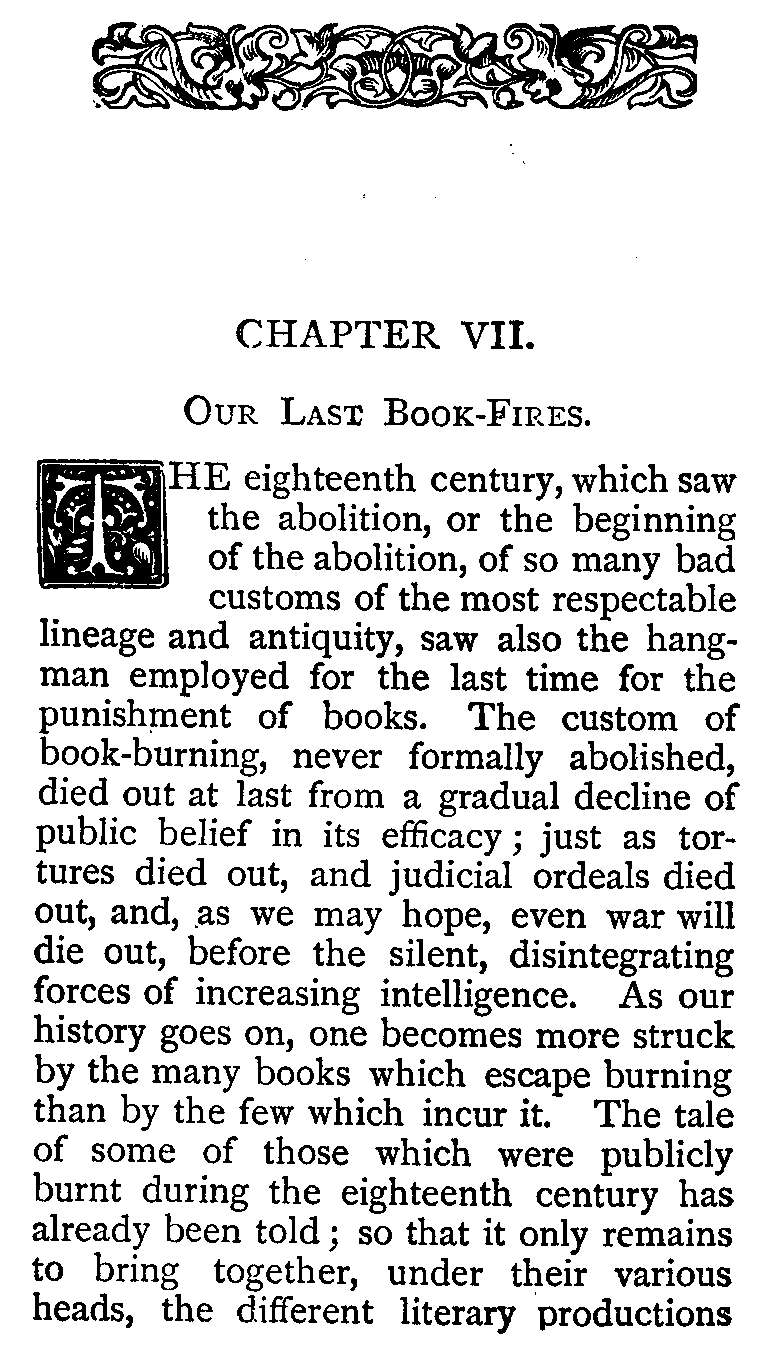 CHAPTER VII.
OUR LAST BOOK-FIRES.
THE eighteenth century, which saw
the abolition, or the beginning
of the abolition, of so many bad
customs of the most respectable
lineage and antiquity, saw also the hang-
man employed for the last time for the
punishment of books. The custom of
book-burning, never formally abolished,
died out at last from a gradual decline of
public belief in its efficacy; just as tor-
tures died out, and judicial ordeals died
out, and, as we may hope, even war will
die out, before the silent, disintegrating
forces of increasing intelligence. As our
history goes on, one becomes more struck
by the many books which escape burning
than by the few which incur it. The tale
of some of those which were publicly
burnt during the eighteenth century has
already been told; so that it only remains
to bring together, under their various
heads, the different literary productions